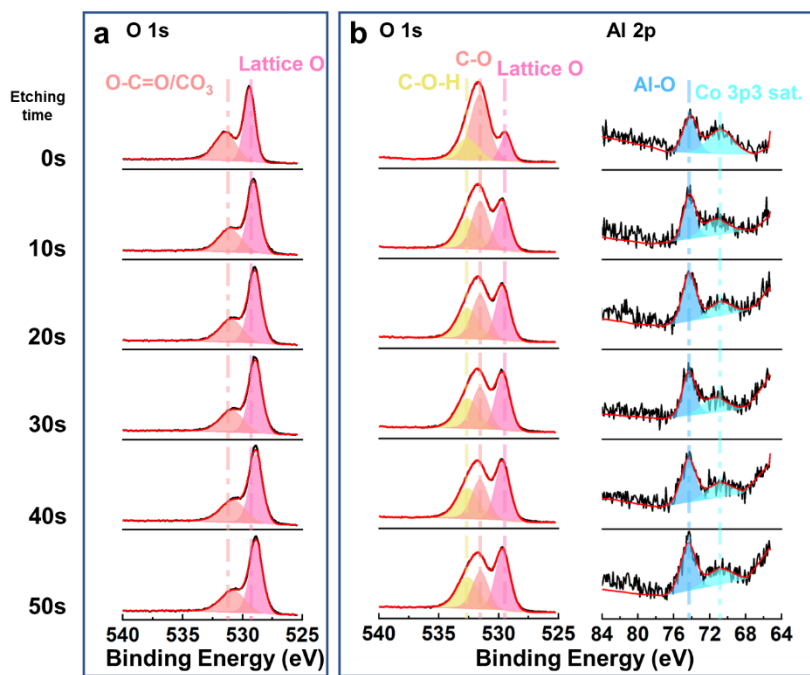 a O 1s
O-C=O/CO3
Lattice O
b O 1s
C-O
C-O-H
Lattice O
Al 2p
Al-O
Co 3p3 sat.
Etching
time
0s
10s
20s
30s
40s
50s
540 535 530 525
Binding Energy (eV)
540 535 530 525 84 80 76 72 68 64
Binding Energy (eV)